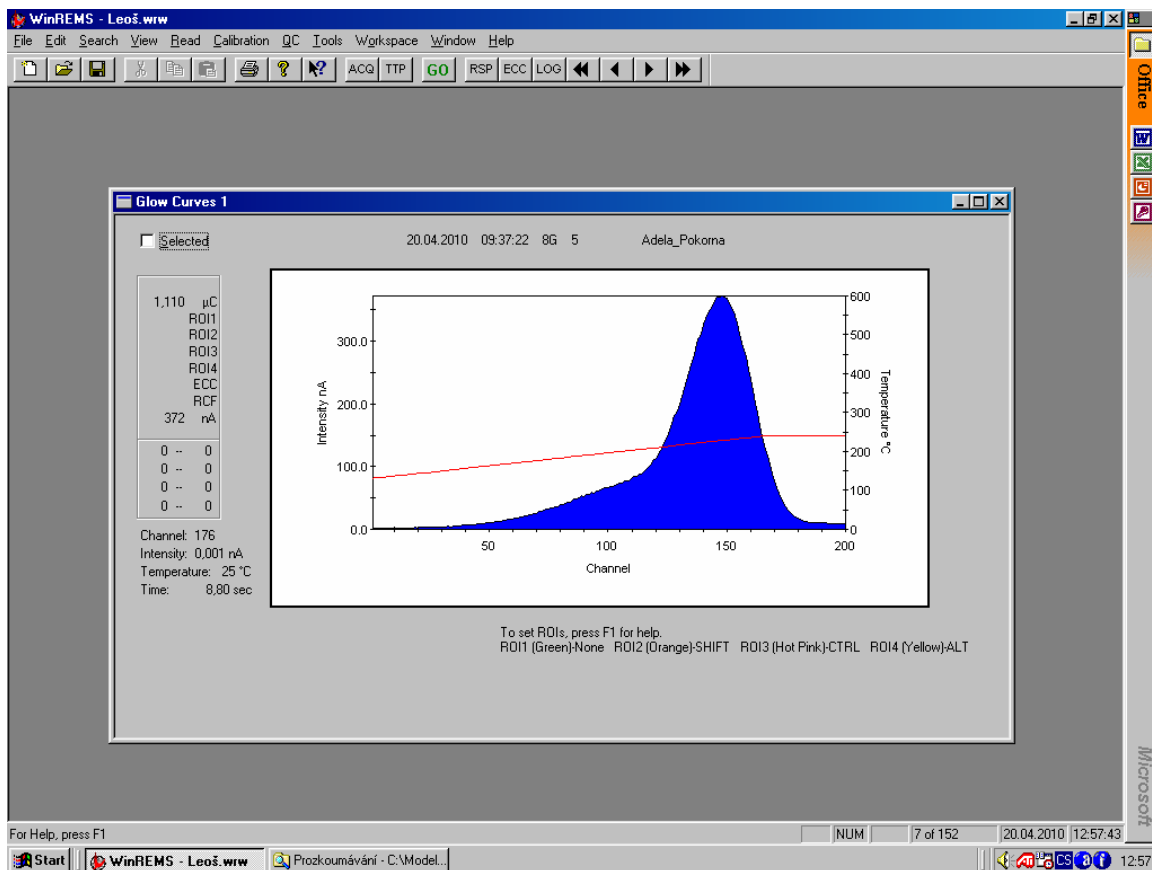 WinREMS - Leoš.wrw
File Edit Search View Read Calibration QC Tools Workspace Window Help
ACQ TTP GO RSP ECC LOG
Office
Glow Curves 1
Selected
20.04.2010 09:37:22 8G 5 Adela_Pokorna
1,110 µC
ROI1
ROI2
ROI3
ROI4
ECC
RCF
372 nA
0 -- 0
0 -- 0
0 -- 0
0 -- 0
Channel: 176
Intensity: 0,001 nA
Temperature: 25 °C
Time: 8,80 sec
Intensity nA
300.0
200.0
100.0
0.0
50 100 150 200
Channel
600
500
400
300
200
100
0
Temperature °C
To set ROIs, press F1 for help.
ROI1 (Green)-None ROI2 (Orange)-SHIFT ROI3 (Hot Pink)-CTRL ROI4 (Yellow)-ALT
Microsoft
For Help, press F1 NUM 7 of 152 20.04.2010 12:57:43
Start WinREMS - Leoš.wrw Prozkoumávání - C:\Model... CS 12:57